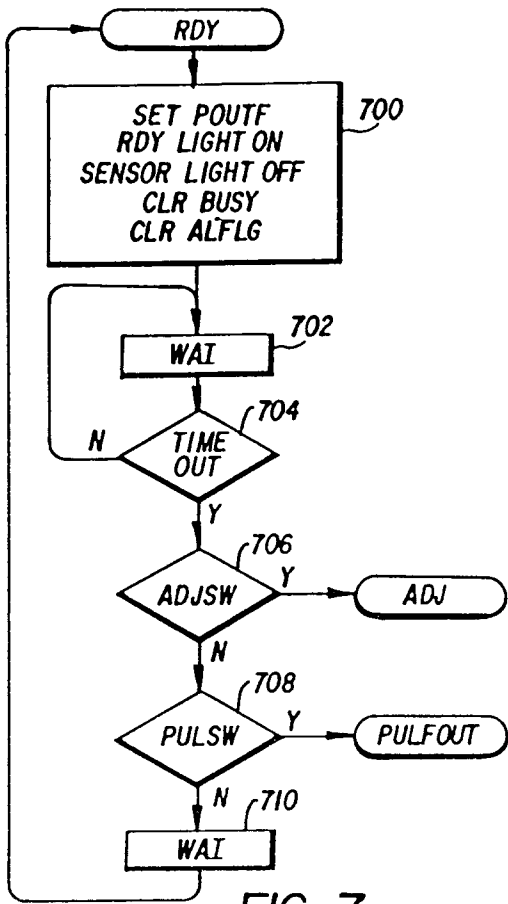 RDY
SET POUTF
RDY LIGHT ON
SENSOR LIGHT OFF
CLR BUSY
CLR ALFLG
700
WAI
702
TIME
OUT
704
N
Y
ADJSW
706
Y
ADJ
N
PULSW
708
Y
PULFOUT
N
WAI
710
FIG. 7